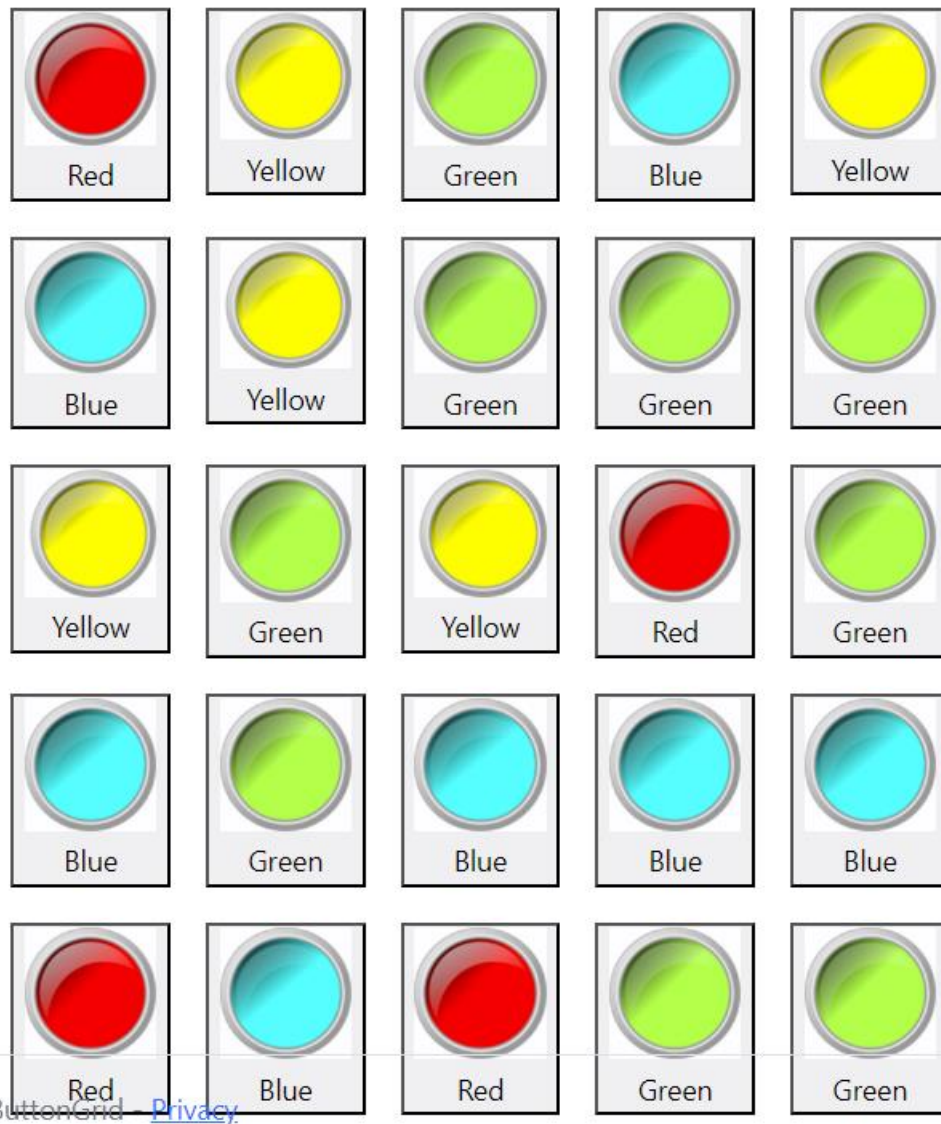 Red Yellow Green Blue Yellow
Blue Yellow Green Green Green
Yellow Green Yellow Red Green
Blue Green Blue Blue Blue
Red Blue Red Green Green
ButtonGrid - Privacy